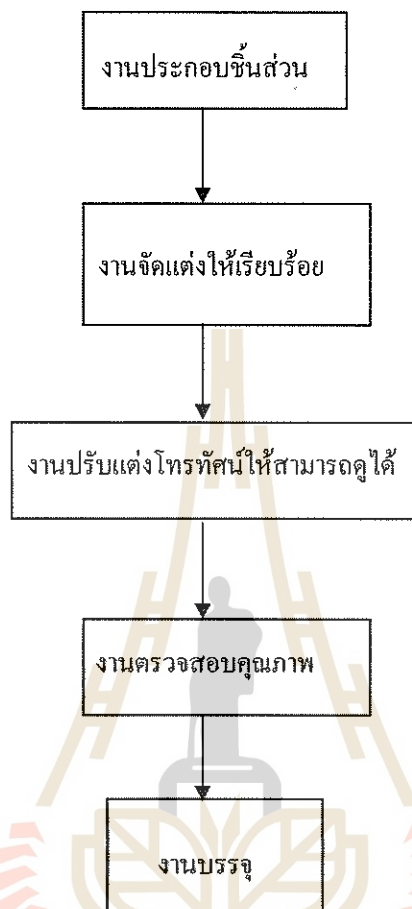 งานประกอบชิ้นส่วน
งานจัดแต่งให้เรียบร้อย
งานปรับแต่งโทรทัศน์ให้สามารถดูได้
งานตรวจสอบคุณภาพ
งานบรรจุ